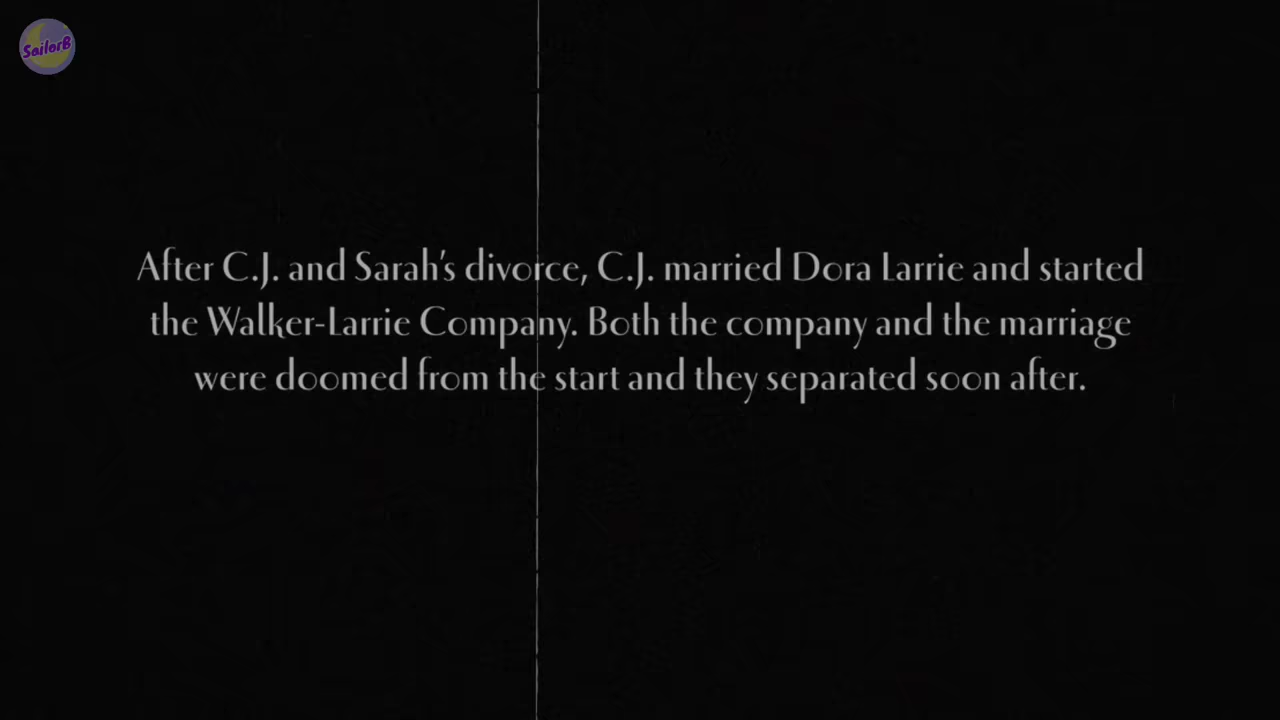 SailorB
After C.J. and Sarah's divorce, C.J. married Dora Larrie and started
the Walker-Larrie Company. Both the company and the marriage
were doomed from the start and they separated soon after.